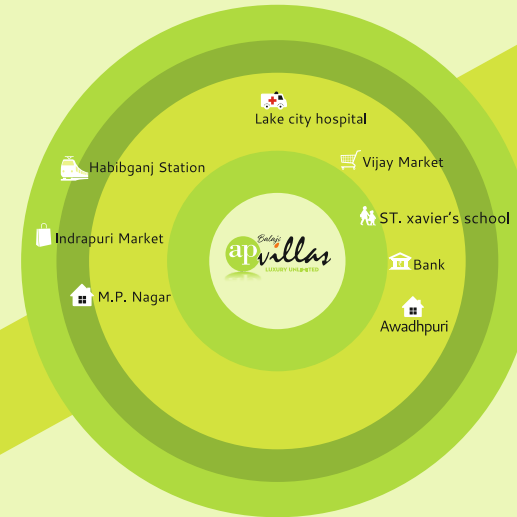 Lake city hospital
Habibganj Station
Vijay Market
ST. xavier's school
Indrapuri Market
Balaji
ap villas
LUXURY UNLIMITED
Bank
M.P. Nagar
Awadhpuri